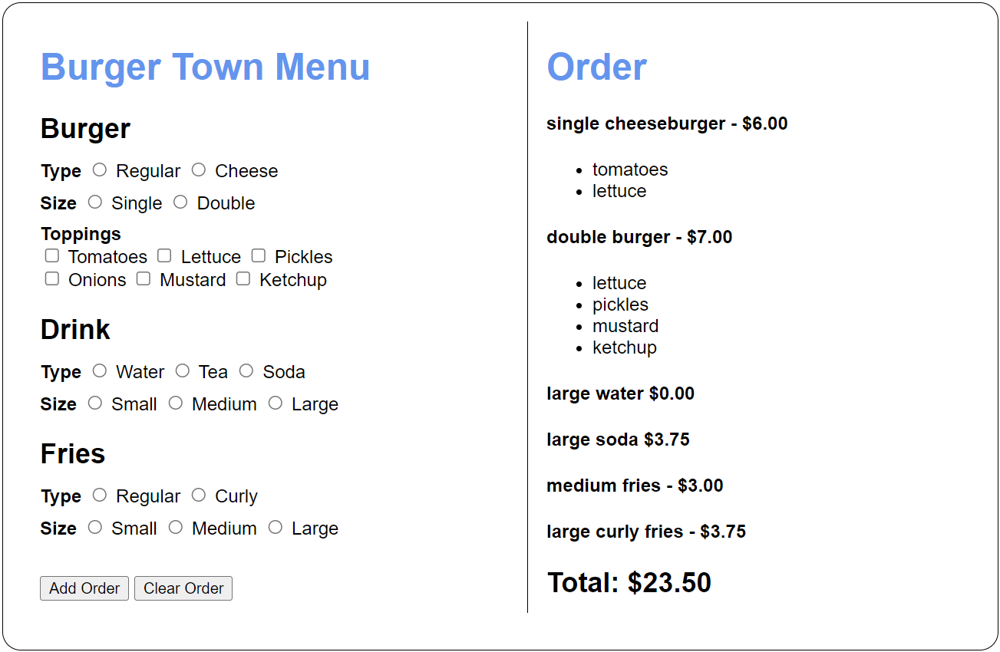 Burger Town Menu
Burger
Type Regular Cheese
Size Single Double
Toppings
Tomatoes Lettuce Pickles
Onions Mustard Ketchup
Drink
Type Water Tea Soda
Size Small Medium Large
Fries
Type Regular Curly
Size Small Medium Large
Add Order Clear Order
Order
single cheeseburger - $6.00
tomatoes
lettuce
double burger - $7.00
lettuce
pickles
mustard
ketchup
large water $0.00
large soda $3.75
medium fries - $3.00
large curly fries - $3.75
Total: $23.50